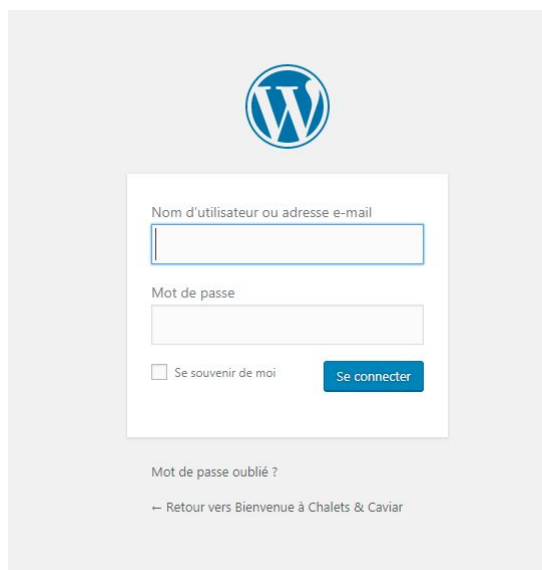 Nom d'utilisateur ou adresse e-mail
Mot de passe
Se souvenir de moi
Se connecter
Mot de passe oublié ?
← Retour vers Bienvenue à Chalets & Caviar